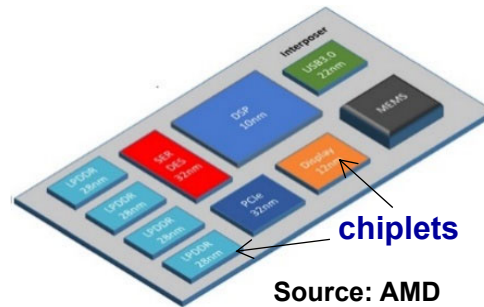 interposer
USB3.0
22nm
DSP
10nm
MEMS
SER
DES
32nm
Display
12nm
LPDDR
28nm
LPDDR
28nm
LPDDR
28nm
LPDDR
28nm
PCIe
32nm
chiplets
Source: AMD